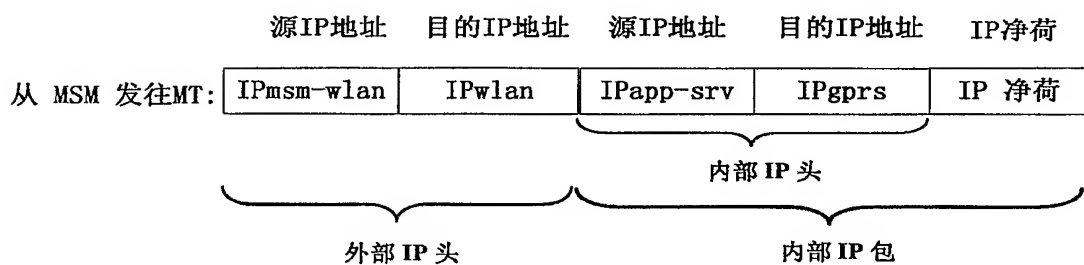 源IP地址 目的IP地址 源IP地址 目的IP地址 IP净荷
从 MSM 发往MT: IPmsm-wlan IPwlan IPapp-srv IPgprs IP 净荷
内部 IP 头
外部 IP 头 内部 IP 包